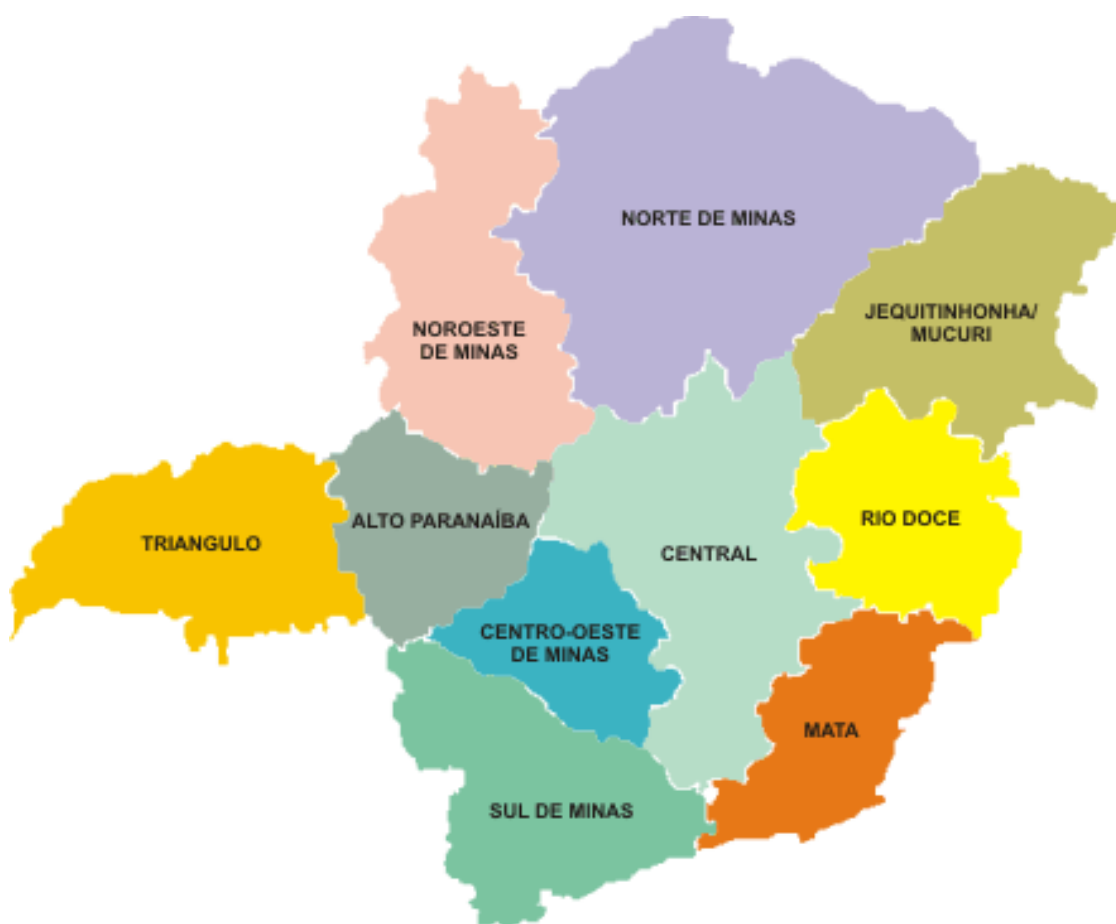 NORTE DE MINAS
JEQUITINHONHA/
MUCURI
NOROESTE
DE MINAS
ALTO PARANAÍBA
RIO DOCE
TRIANGULO
CENTRAL
CENTRO-OESTE
DE MINAS
MATA
SUL DE MINAS